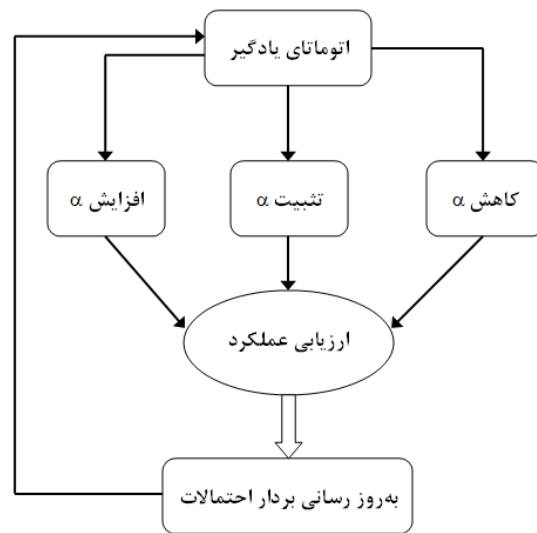 اتوماتای یادگیر
کاهش α
تثبیت α
افزایش α
ارزیابی عملکرد
به‌روز رسانی بردار احتمالات